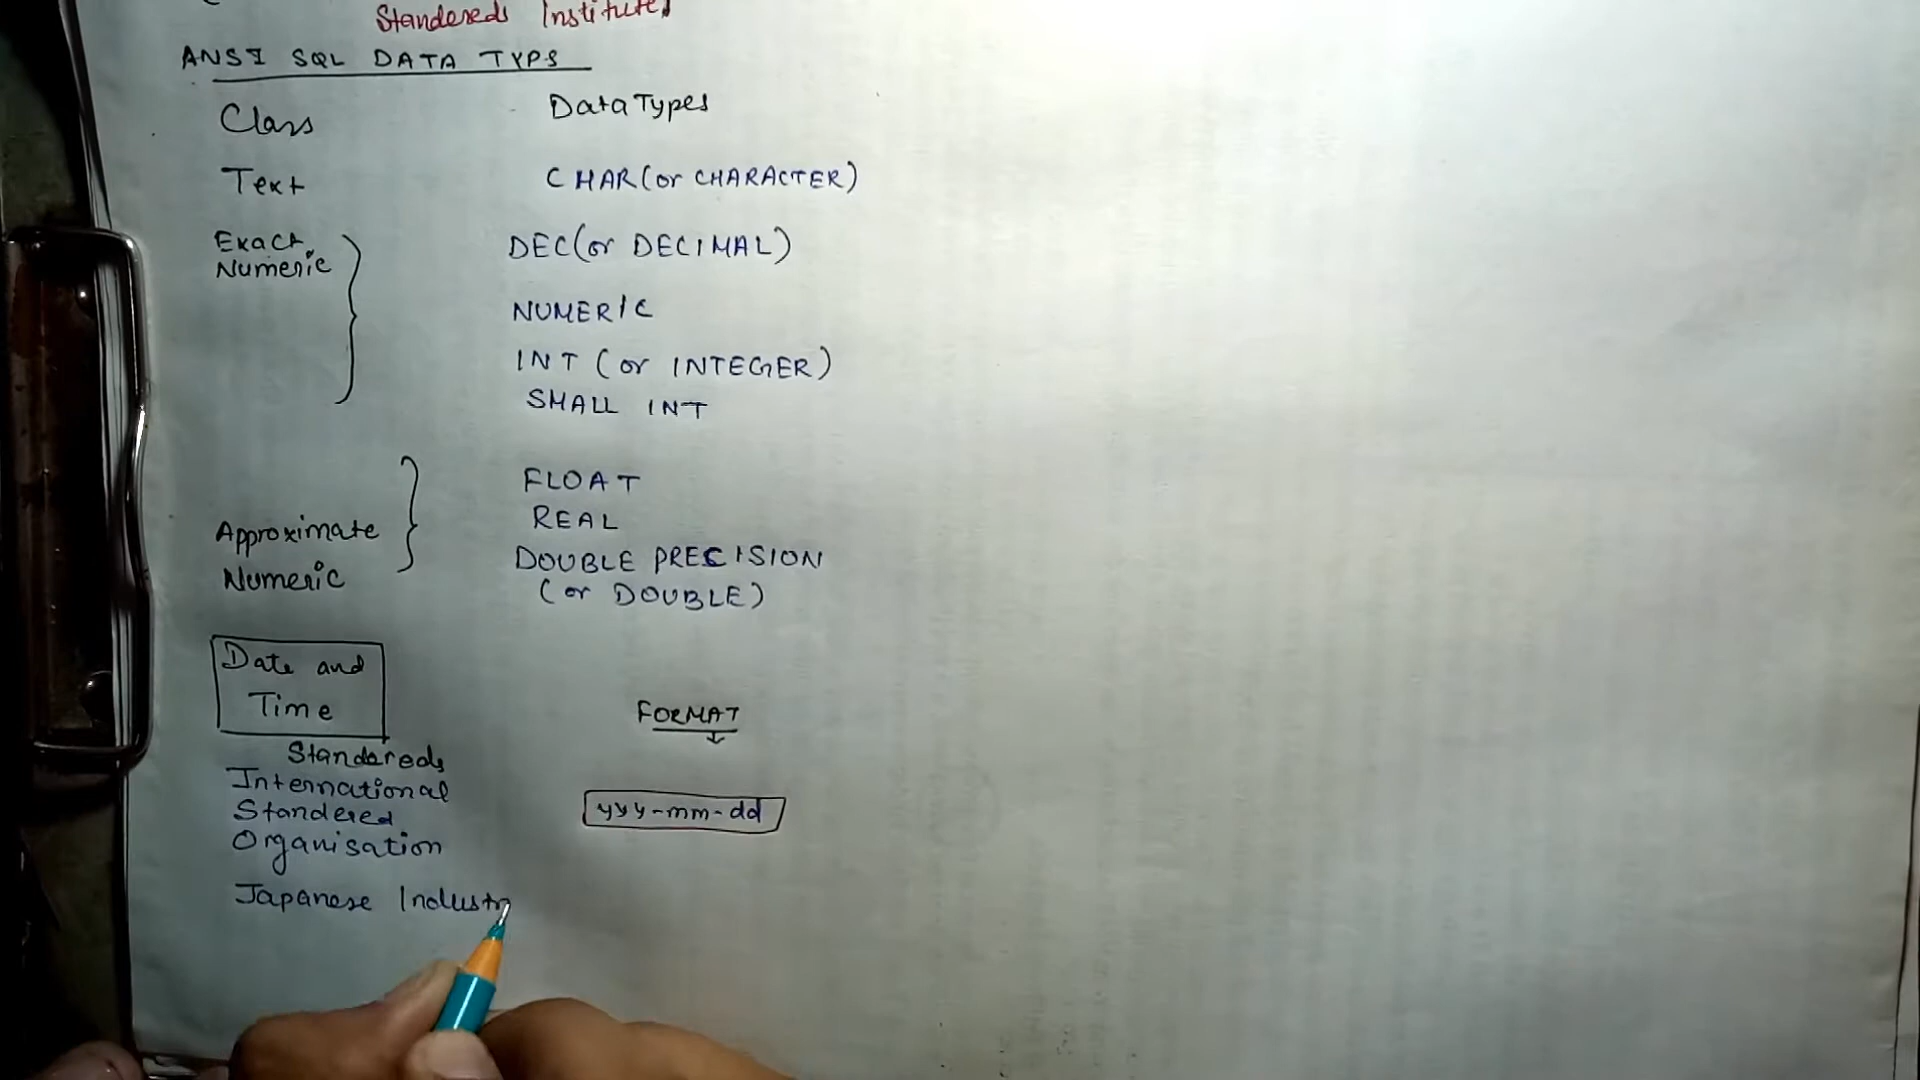 Standereds Institute
ANSI SQL DATA TYPS
Class DataTypes
Text CHAR(or CHARACTER)
Exact Numeric DEC(or DECIMAL)
NUMERIC
INT (or INTEGER)
SMALL INT
FLOAT
REAL
Approximate Numeric DOUBLE PRECISION
(or DOUBLE)
Date and
Time
FORMAT
Standereds
International
Standered
yyy-mm-dd
Organisation
Japanese Industr